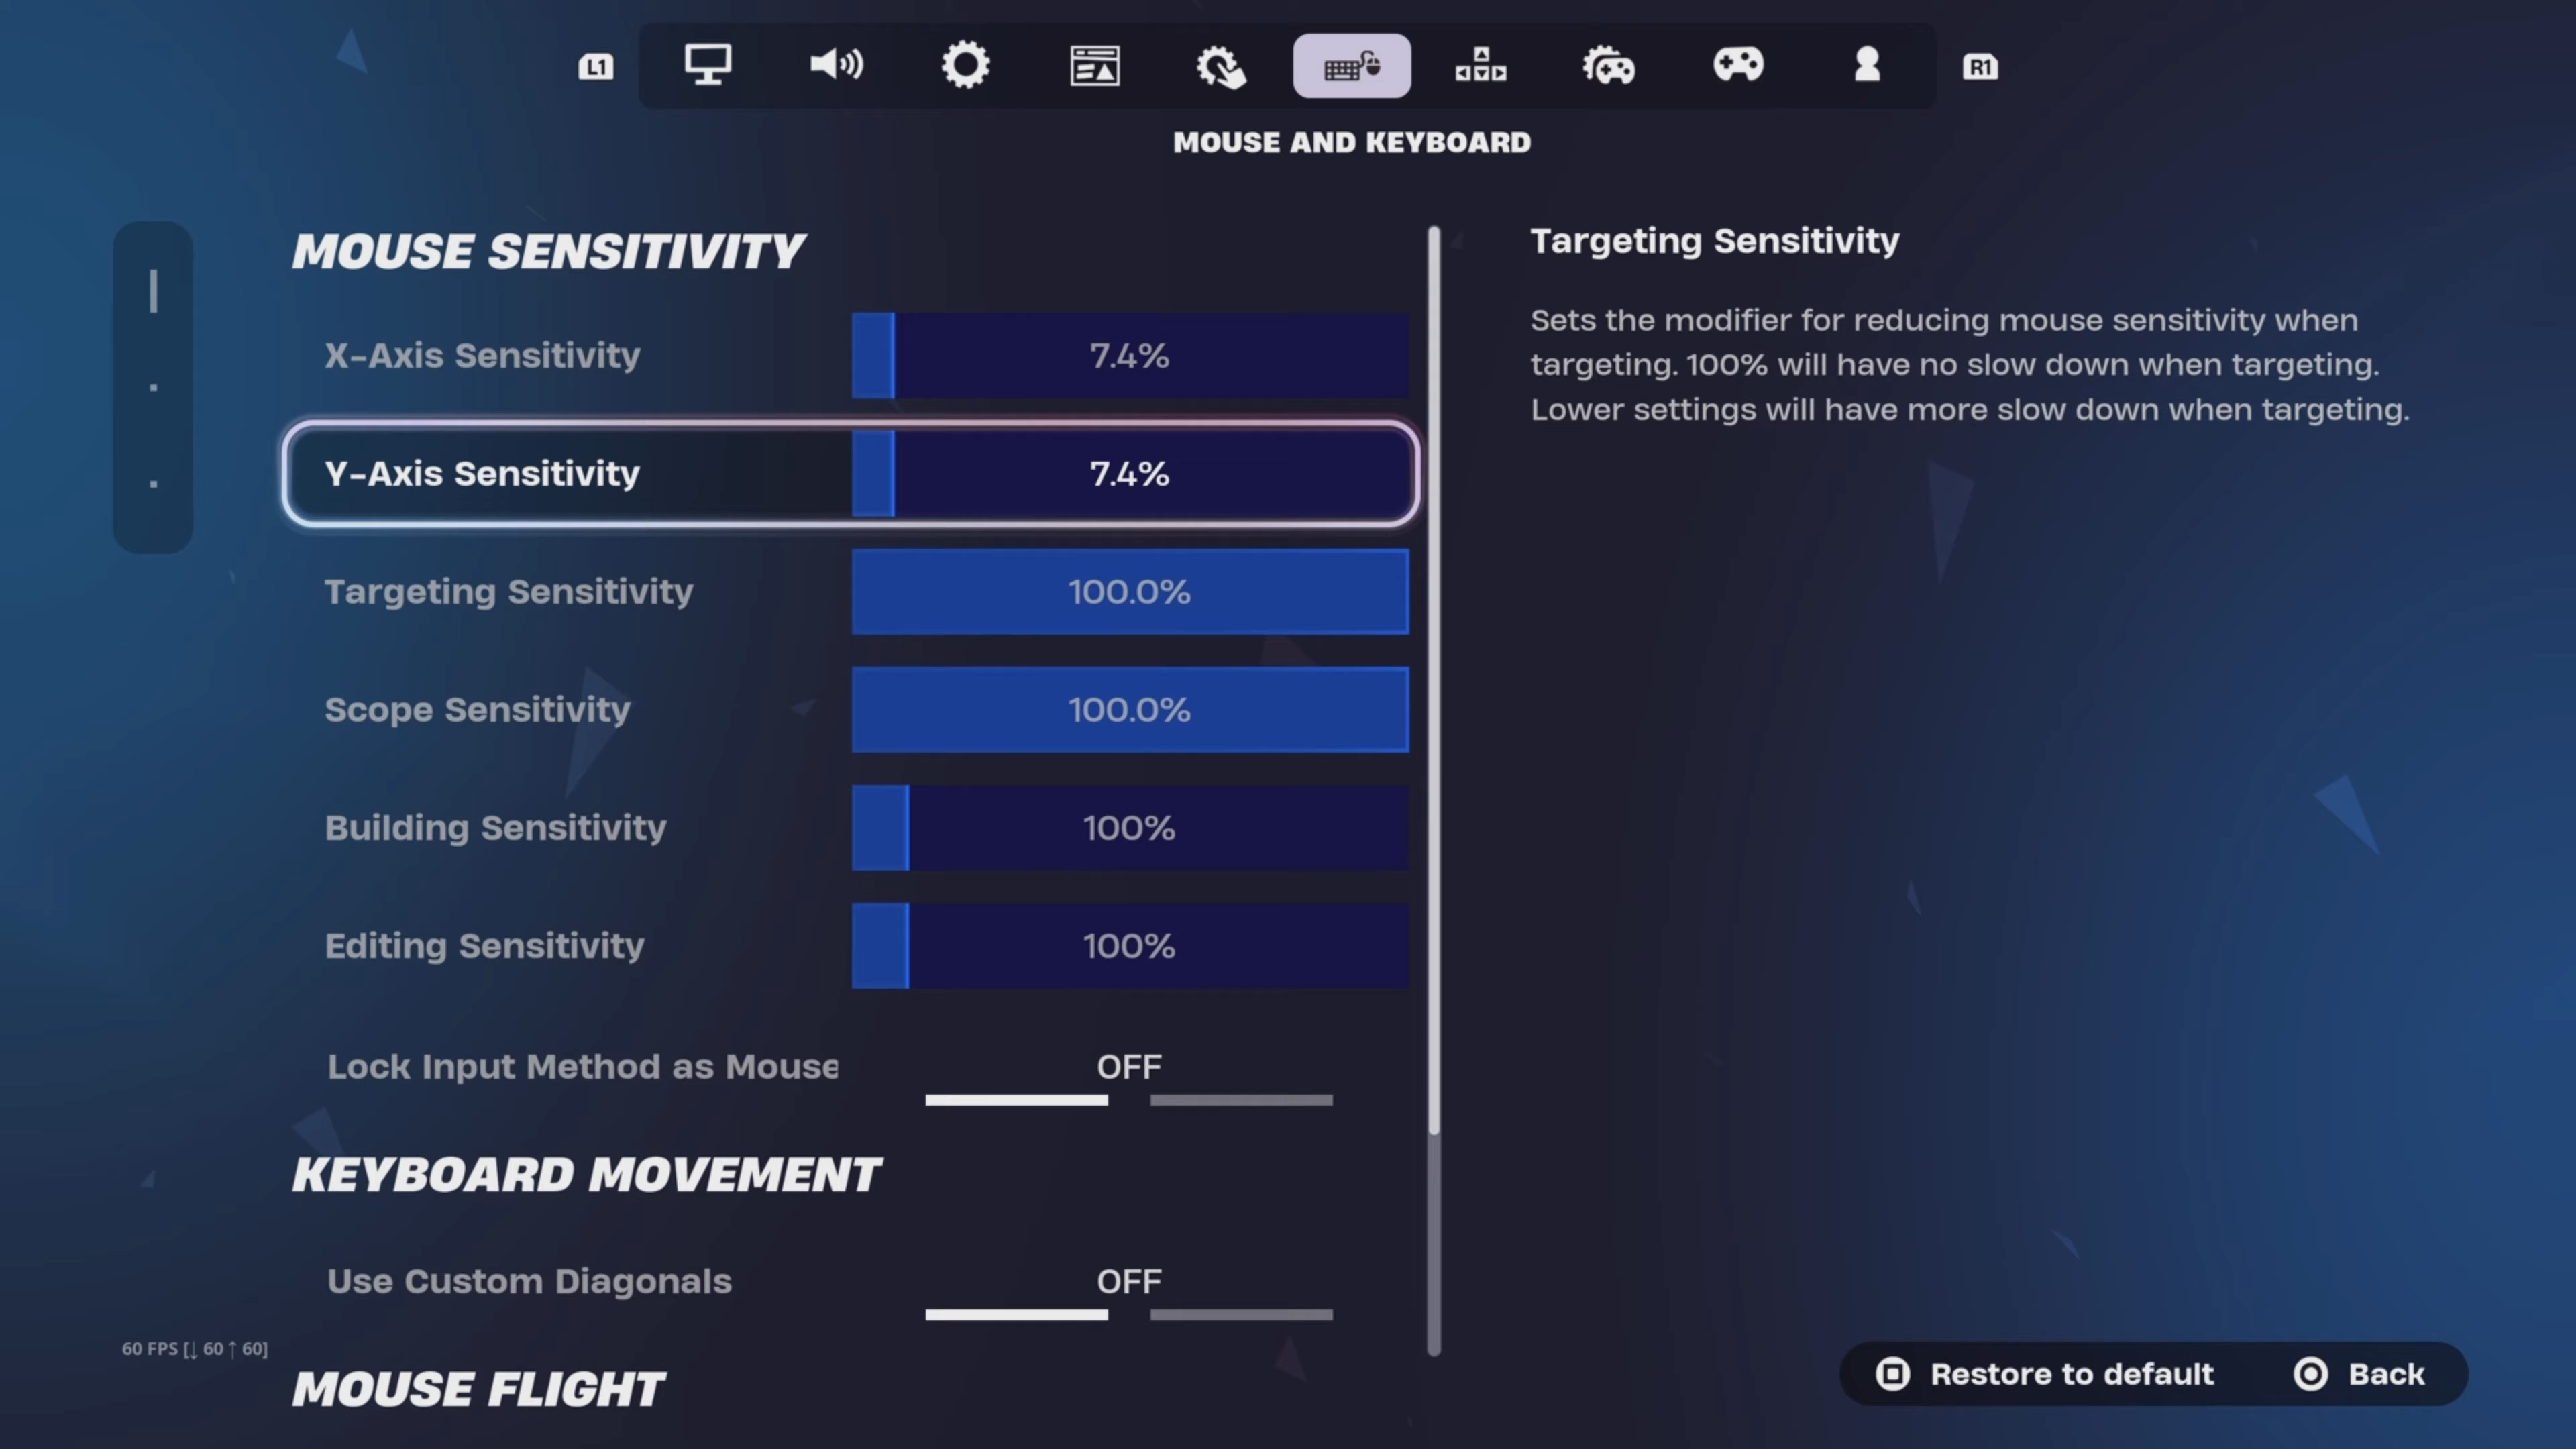 L1
R1
MOUSE AND KEYBOARD
MOUSE SENSITIVITY
X-Axis Sensitivity 7.4%
Y-Axis Sensitivity 7.4%
Targeting Sensitivity 100.0%
Scope Sensitivity 100.0%
Building Sensitivity 100%
Editing Sensitivity 100%
Lock Input Method as Mouse OFF
KEYBOARD MOVEMENT
Use Custom Diagonals OFF
MOUSE FLIGHT
Targeting Sensitivity
Sets the modifier for reducing mouse sensitivity when
targeting. 100% will have no slow down when targeting.
Lower settings will have more slow down when targeting.
60 FPS [↓ 60 ↑ 60]
Restore to default
Back